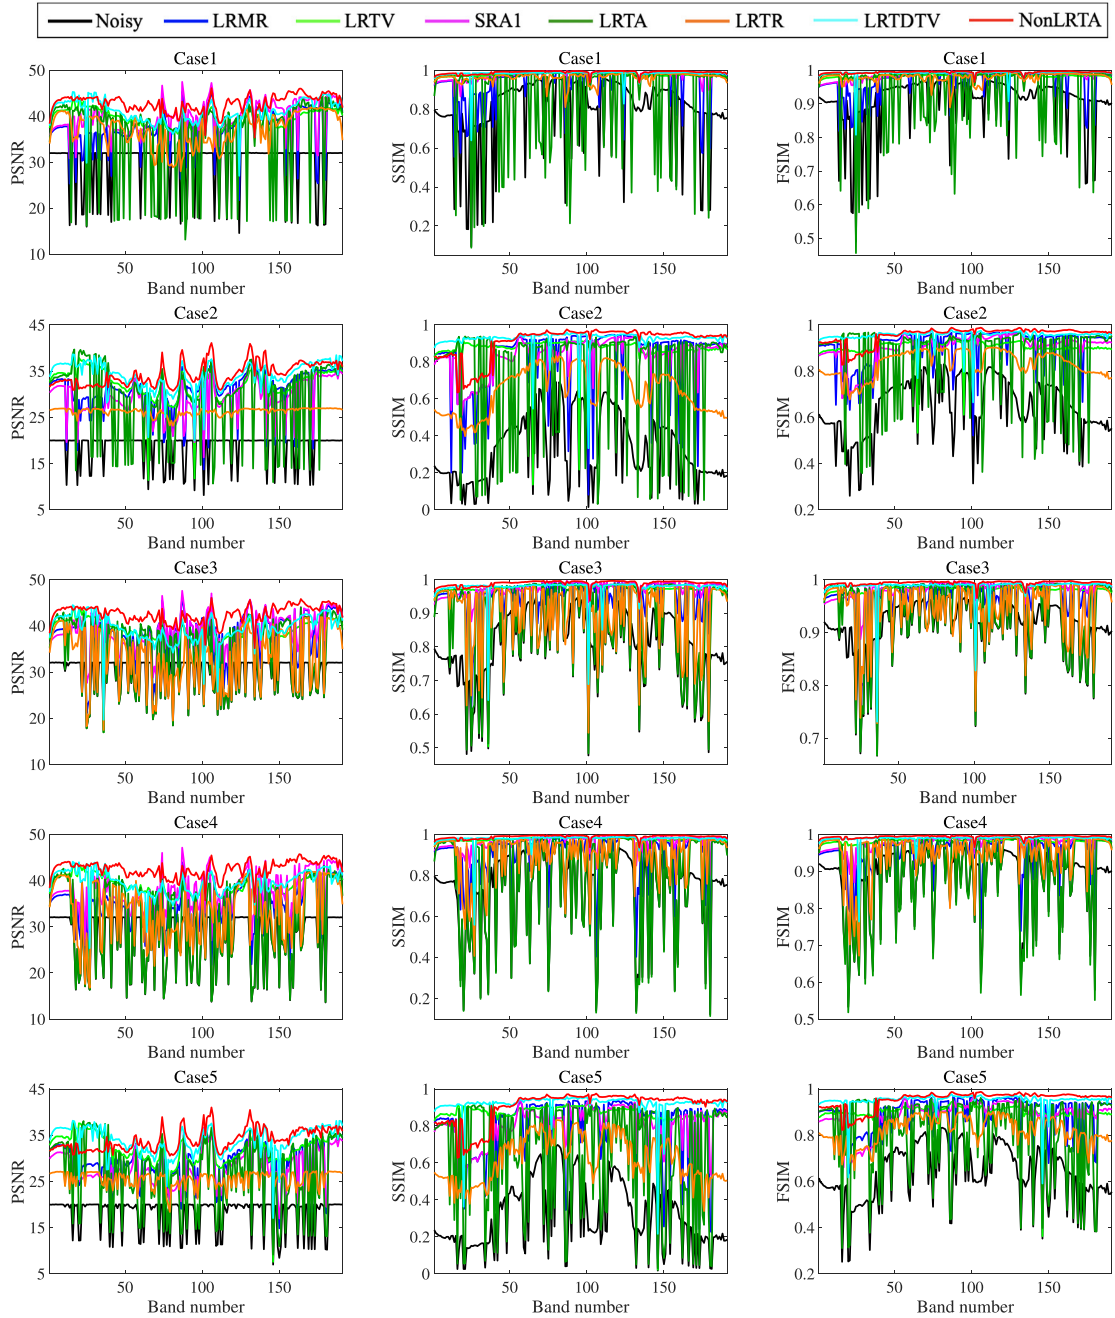 Noisy LRMR LRTV SRA1 LRTA LRTR LRTDTV NonLRTA
Case1 Case1 Case1
50 1 1
40 0.8 0.9
PSNR SSIM FSIM
30 0.6 0.8
0.7
20 0.4 0.6
0.2
10 0.5
50 100 150 50 100 150 50 100 150
Band number Band number Band number
Case2 Case2 Case2
45 1 1
35 0.8 0.8
PSNR SSIM FSIM
25 0.6 0.6
0.4
15 0.2 0.4
5 0 0.2
50 100 150 50 100 150 50 100 150
Band number Band number Band number
Case3 Case3 Case3
50 1 1
40 0.9 0.9
PSNR SSIM FSIM
30 0.8
0.7 0.8
20 0.6
0.5 0.7
10
50 100 150 50 100 150 50 100 150
Band number Band number Band number
Case4 Case4 Case4
50 1 1
40 0.8 0.9
PSNR SSIM FSIM
30 0.6 0.8
0.7
20 0.4 0.6
0.2
10 0.5
50 100 150 50 100 150 50 100 150
Band number Band number Band number
Case5 Case5 Case5
45 1 1
35 0.8 0.8
PSNR SSIM FSIM
25 0.6 0.6
0.4
15 0.2 0.4
5 0 0.2
50 100 150 50 100 150 50 100 150
Band number Band number Band number